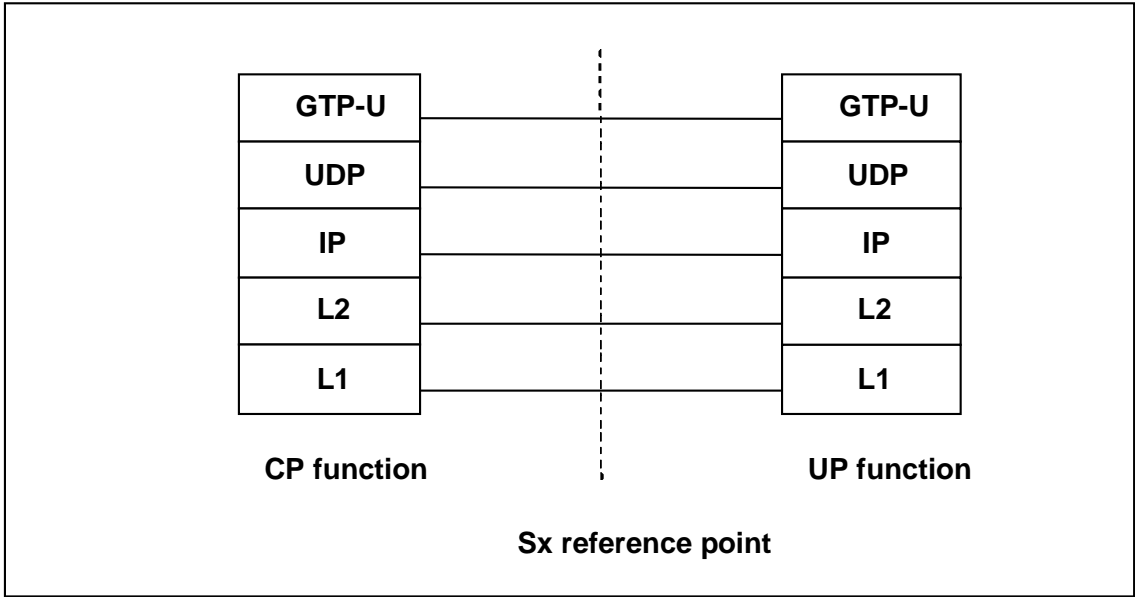 GTP-U GTP-U
UDP UDP
IP IP
L2 L2
L1 L1
CP function UP function
Sx reference point